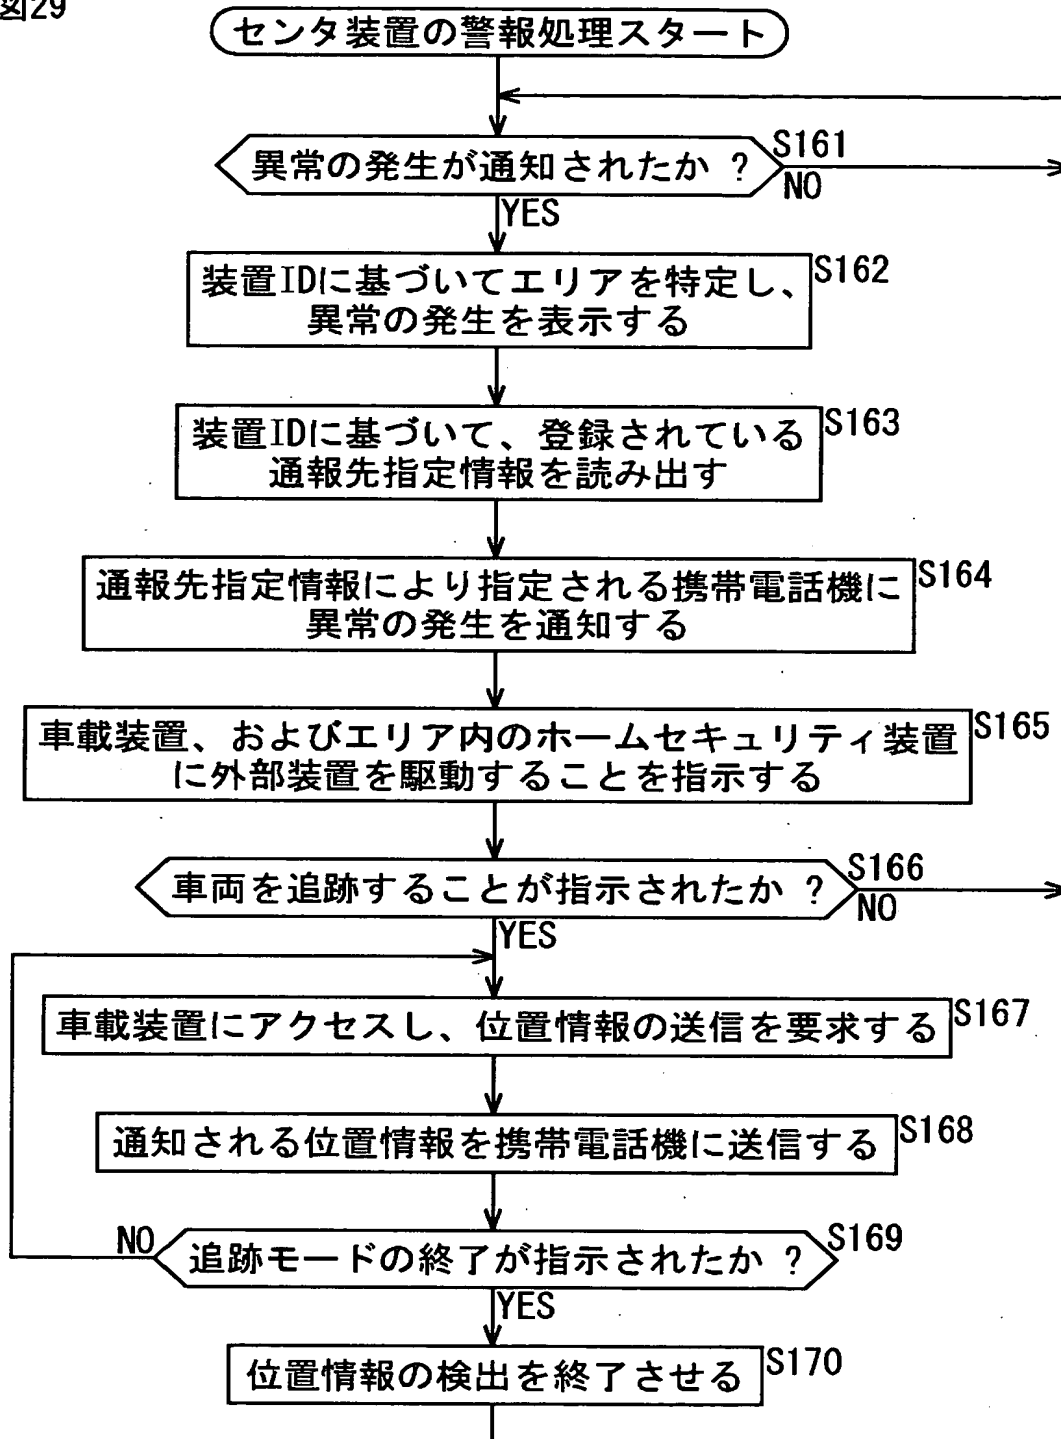 図29
センタ装置の警報処理スタート
異常の発生が通知されたか ?
S161
NO
YES
装置IDに基づいてエリアを特定し、
異常の発生を表示する
S162
装置IDに基づいて、登録されている
通報先指定情報を読み出す
S163
通報先指定情報により指定される携帯電話機に
異常の発生を通知する
S164
車載装置、およびエリア内のホームセキュリティ装置
に外部装置を駆動することを指示する
S165
車両を追跡することが指示されたか ?
S166
NO
YES
車載装置にアクセスし、位置情報の送信を要求する
S167
通知される位置情報を携帯電話機に送信する
S168
NO
追跡モードの終了が指示されたか ?
S169
YES
位置情報の検出を終了させる
S170